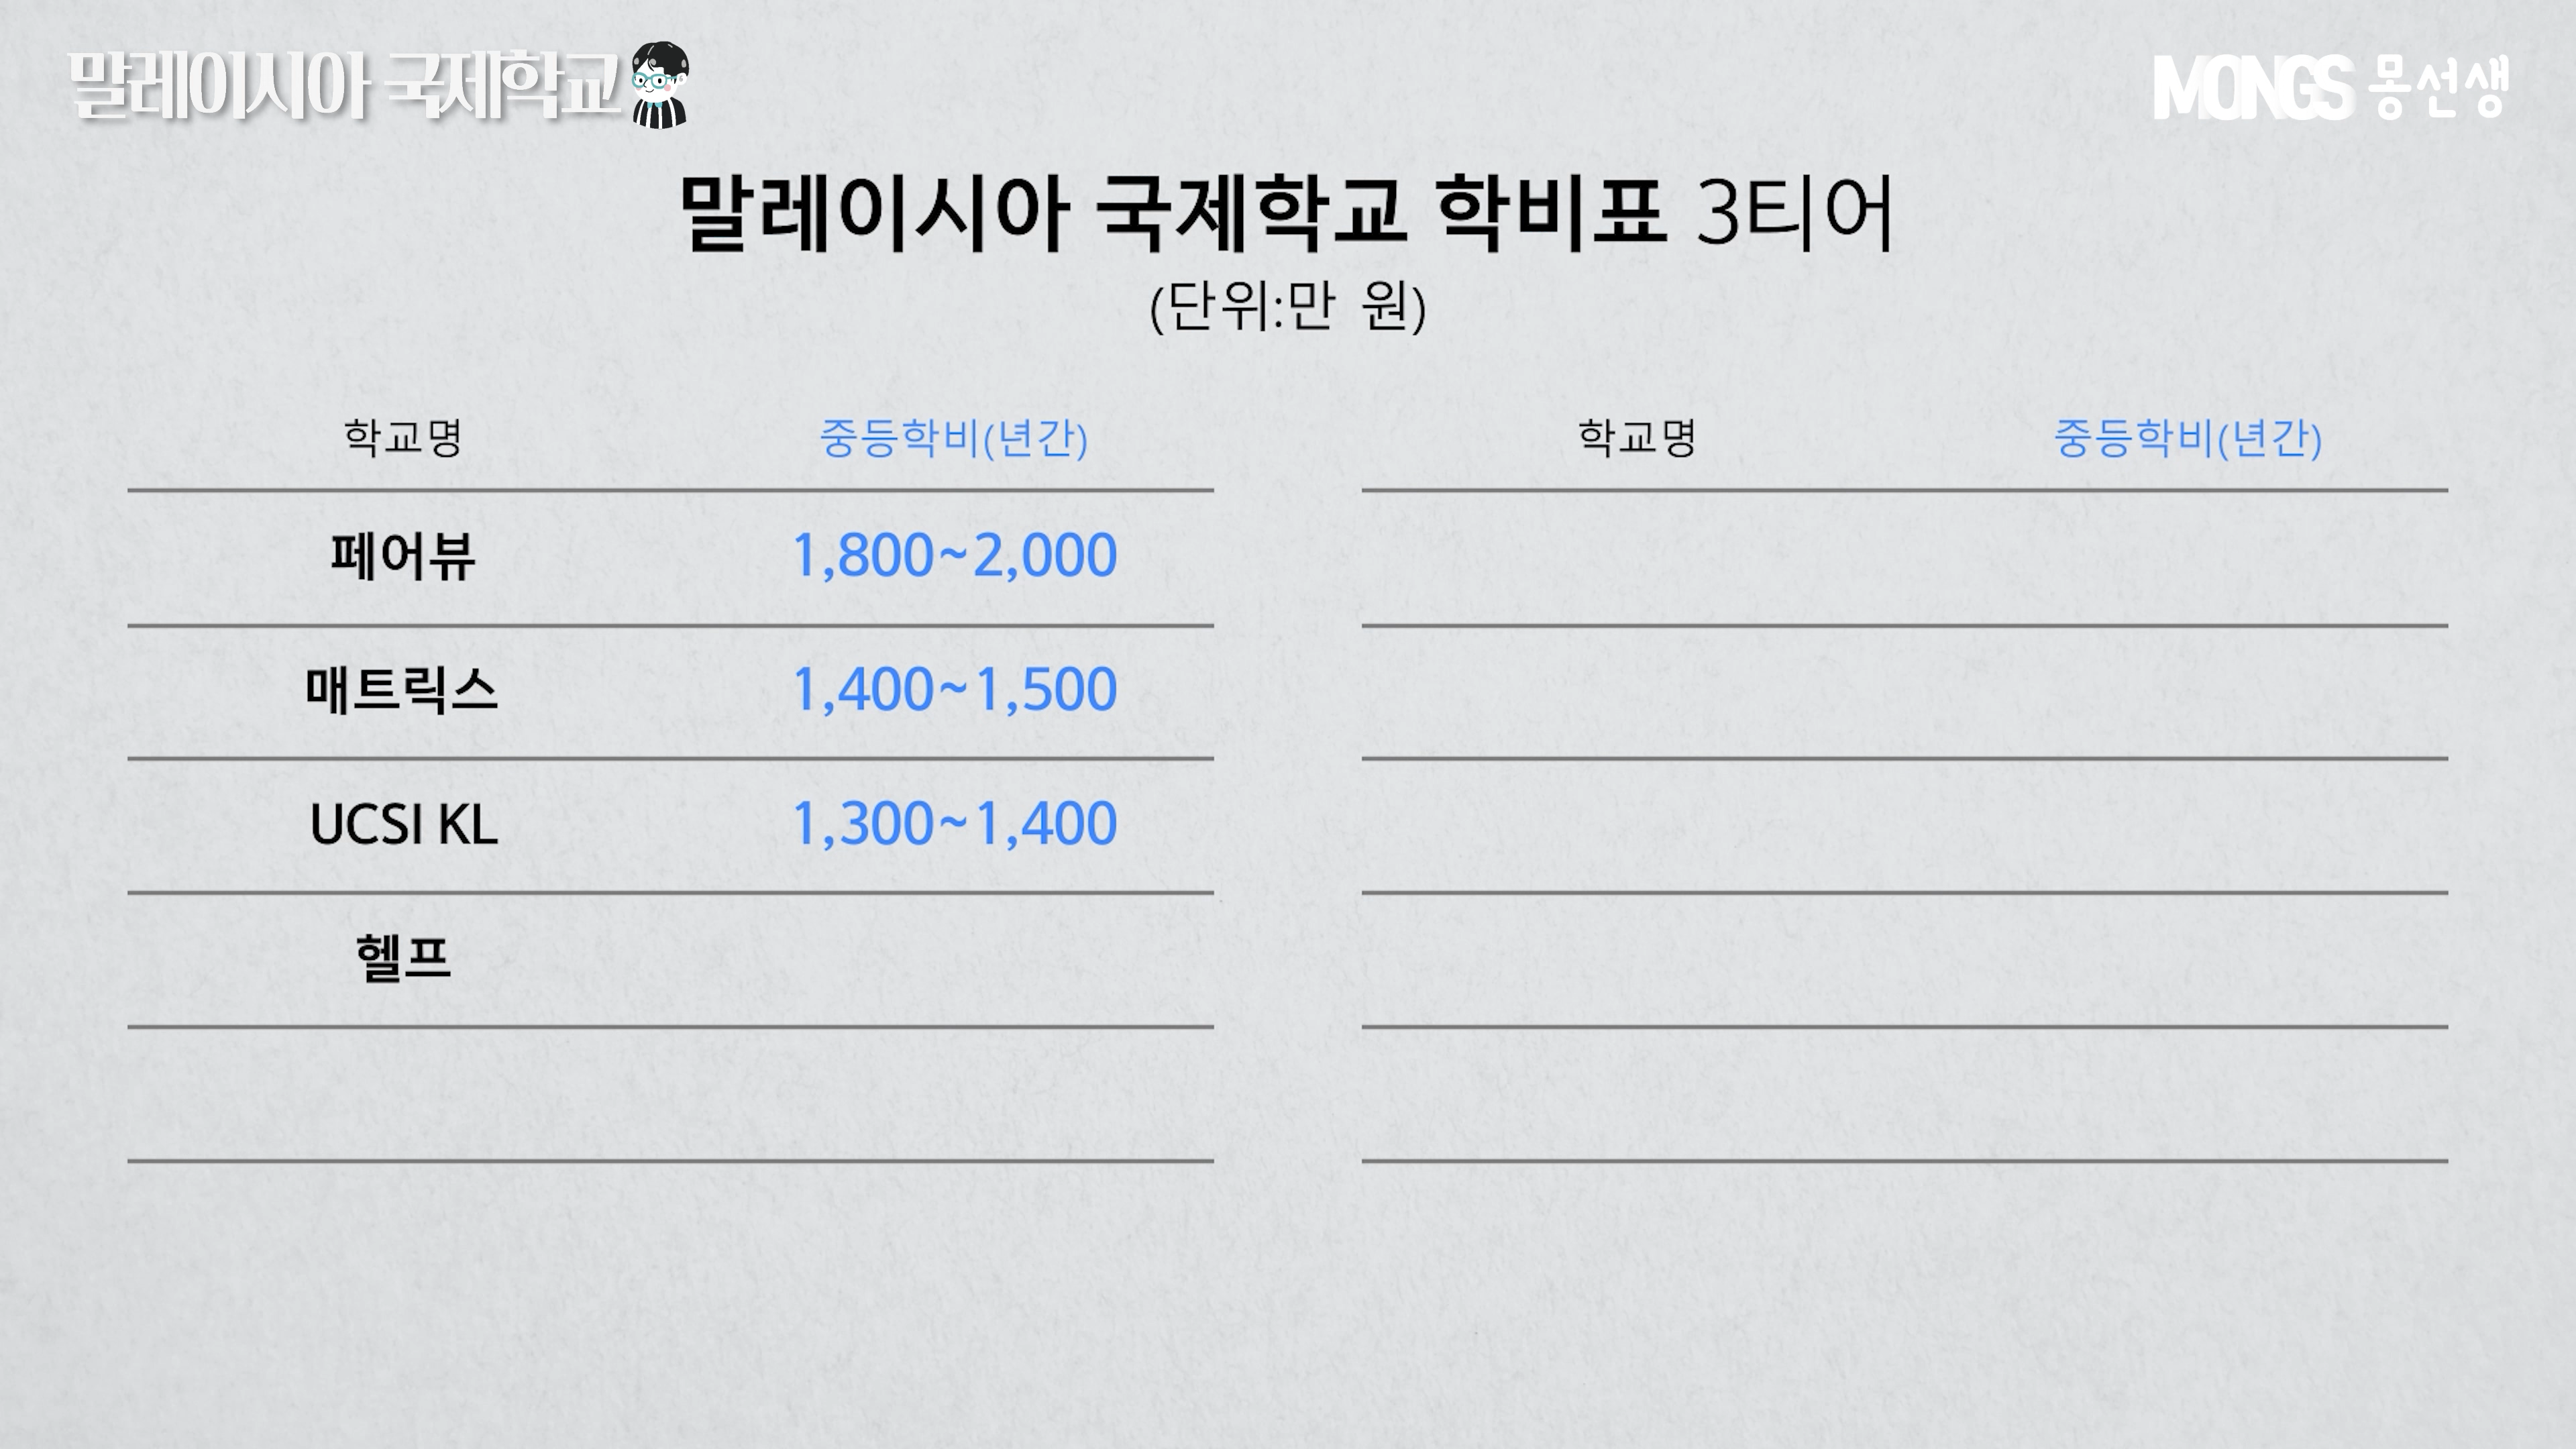 말레이시아 국제학교
MONGS 몽선생
말레이시아 국제학교 학비표 3티어
(단위:만 원)
학교명 중등학비(년간) 학교명 중등학비(년간)
페어뷰 1,800~2,000
매트릭스 1,400~1,500
UCSI KL 1,300~1,400
헬프